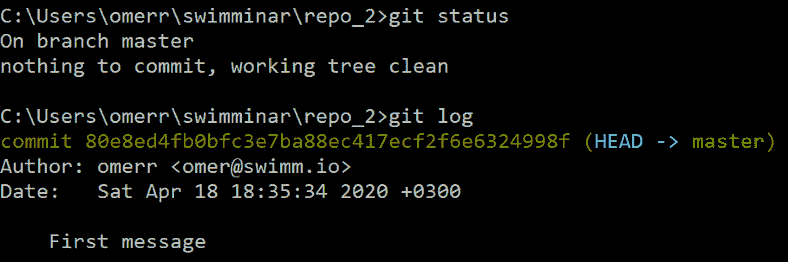 C:\Users\omerr\swimminar\repo_2>git status
On branch master
nothing to commit, working tree clean
C:\Users\omerr\swimminar\repo_2>git log
commit 80e8ed4fb0bfc3e7ba88ec417ecf2f6e6324998f (HEAD -> master)
Author: omerr <omer@swimm.io>
Date:   Sat Apr 18 18:35:34 2020 +0300
    First message